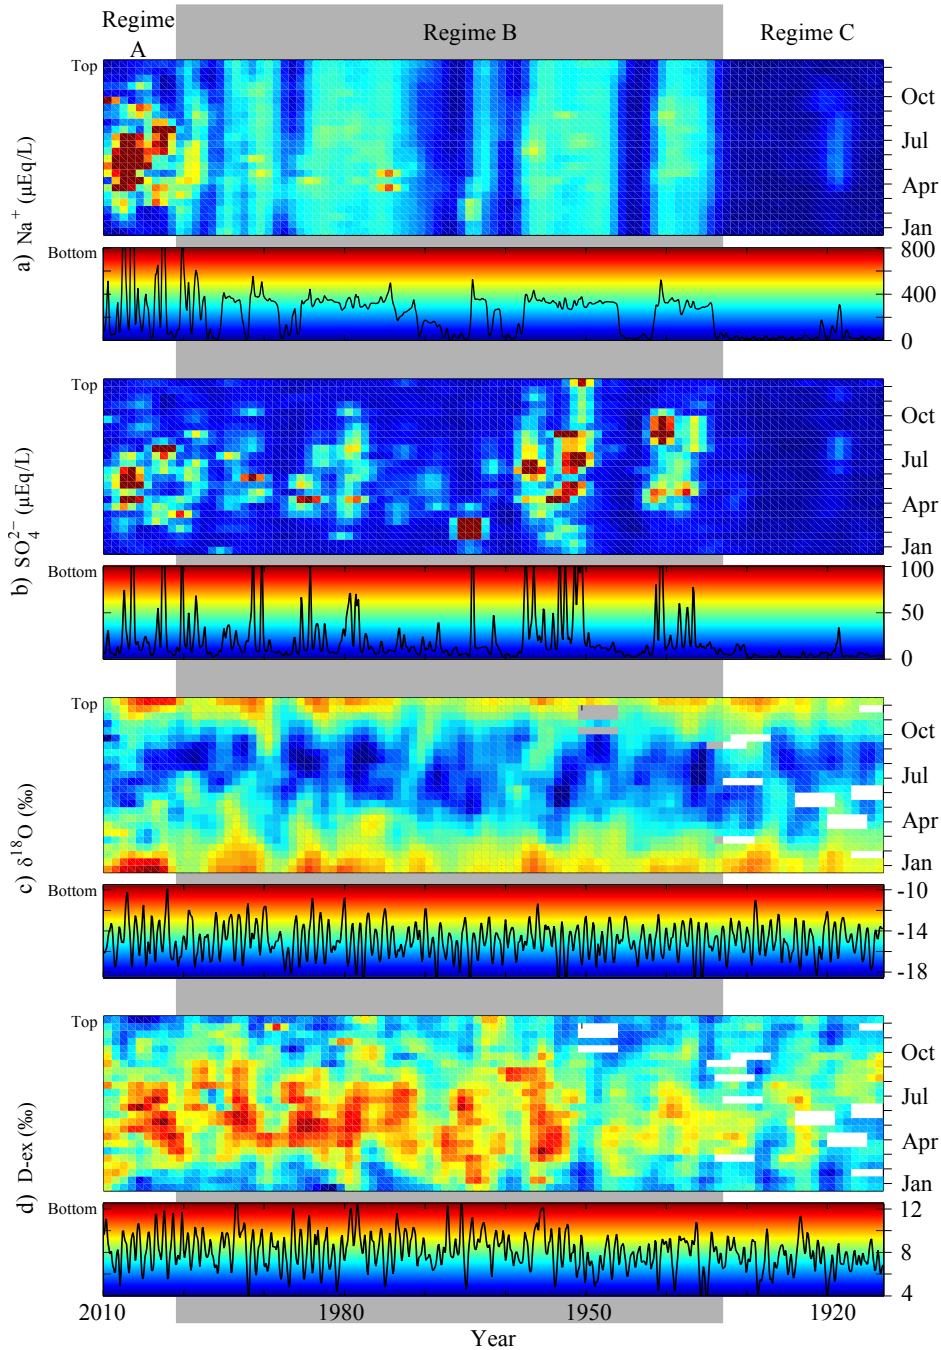 Regime A
Regime B
Regime C
Top
Oct
Jul
Apr
Jan
a) Na⁺ (µEq/L)
Bottom
800
400
0
Top
Oct
Jul
Apr
Jan
b) SO₄²⁻ (µEq/L)
Bottom
100
50
0
Top
Oct
Jul
Apr
Jan
c) δ¹⁸O (‰)
Bottom
-10
-14
-18
Top
Oct
Jul
Apr
Jan
d) D-ex (‰)
Bottom
12
8
4
2010
1980
1950
1920
Year